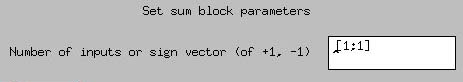 Set sum block parameters
Number of inputs or sign vector (of +1, -1) [1;1]